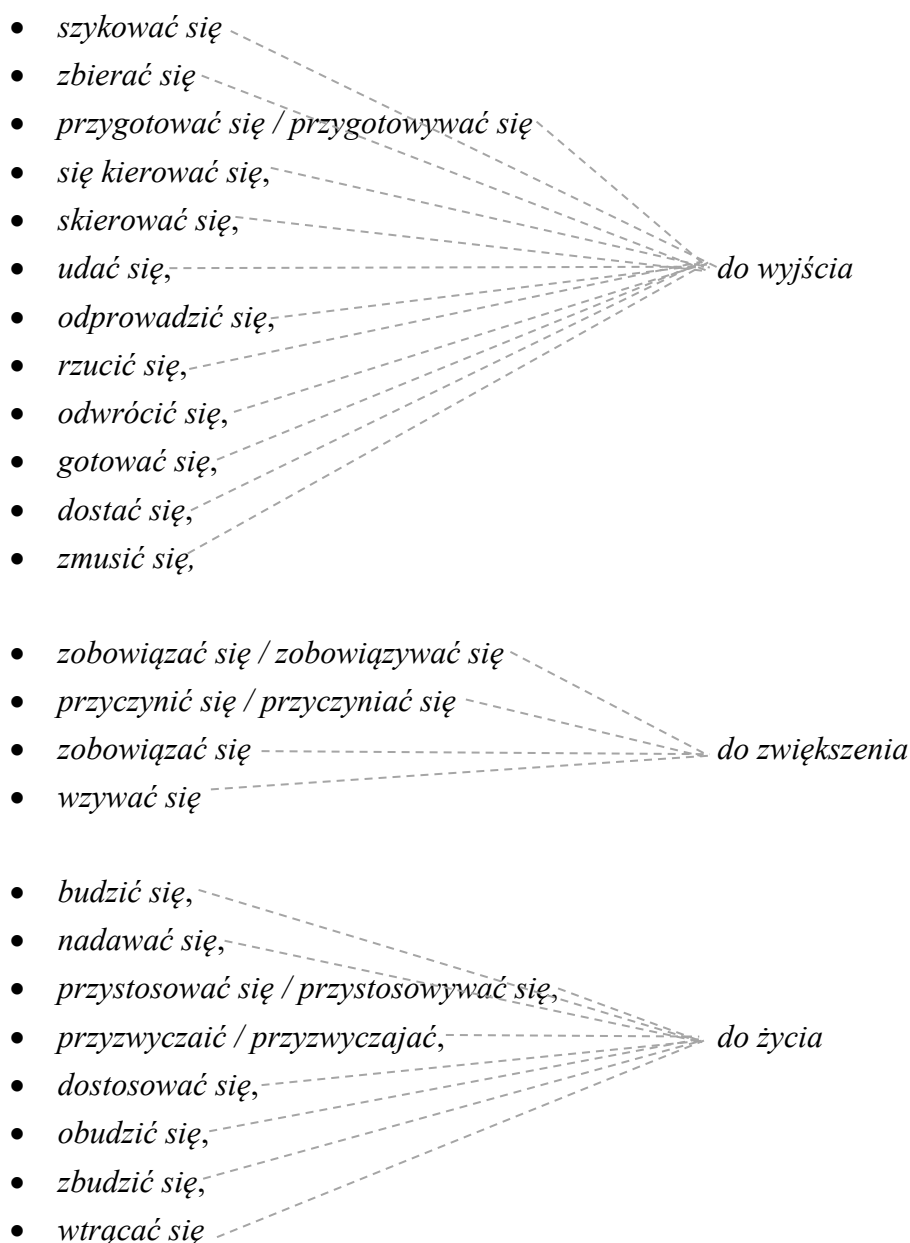 • szykować się
• zbierać się
• przygotować się / przygotowywać się
• się kierować się,
• skierować się,
• udać się, do wyjścia
• odprowadzić się,
• rzucić się,
• odwrócić się,
• gotować się,
• dostać się,
• zmusić się,
• zobowiązać się / zobowiązywać się
• przyczynić się / przyczyniać się
• zobowiązać się do zwiększenia
• wzywać się
• budzić się,
• nadawać się,
• przystosować się / przystosowywać się,
• przyzwyczaić / przyzwyczajać, do życia
• dostosować się,
• obudzić się,
• zbudzić się,
• wtrącać się